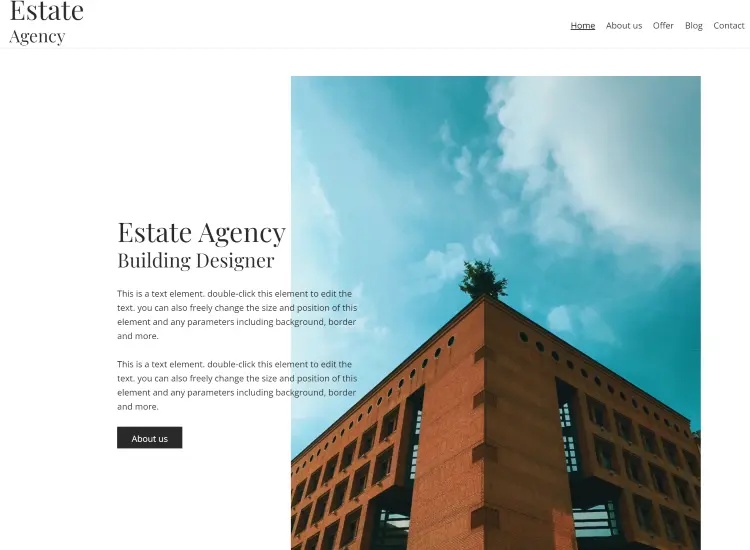 Estate
Agency
Home About us Offer Blog Contact
Estate Agency
Building Designer
This is a text element. double-click this element to edit the
text. you can also freely change the size and position of this
element and any parameters including background, border
and more.
This is a text element. double-click this element to edit the
text. you can also freely change the size and position of this
element and any parameters including background, border
and more.
About us